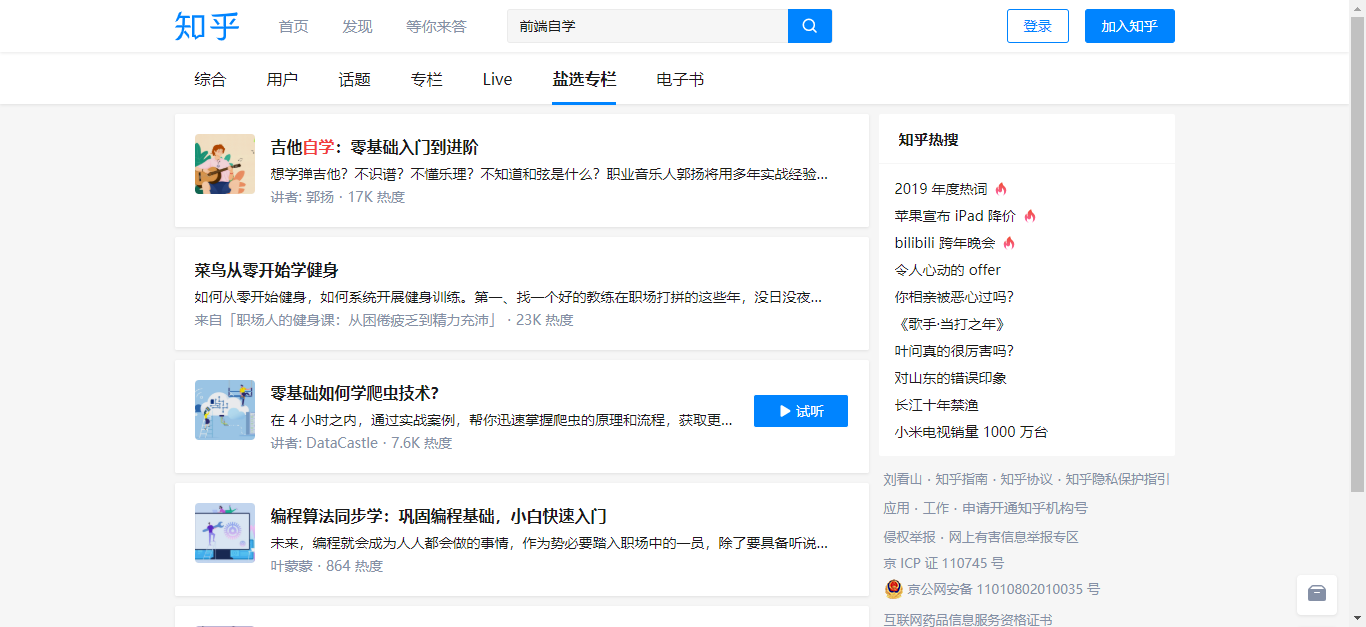 知乎 首页 发现 等你来答 前端自学 登录 加入知乎
综合 用户 话题 专栏 Live 盐选专栏 电子书
吉他自学：零基础入门到进阶
想学弹吉他？不识谱？不懂乐理？不知道和弦是什么？职业音乐人郭扬将用多年实战经验...
讲者: 郭扬 · 17K 热度
菜鸟从零开始学健身
如何从零开始健身，如何系统开展健身训练。第一、找一个好的教练在职场打拼的这些年，没日没夜...
来自「职场人的健身课：从困倦疲乏到精力充沛」 · 23K 热度
零基础如何学爬虫技术？
在 4 小时之内，通过实战案例，帮你迅速掌握爬虫的原理和流程，获取更...
讲者: DataCastle · 7.6K 热度
试听
编程算法同步学：巩固编程基础，小白快速入门
未来，编程就会成为人人都会做的事情，作为势必要踏入职场中的一员，除了要具备听说...
叶蒙蒙 · 864 热度
知乎热搜
2019 年度热词
苹果宣布 iPad 降价
bilibili 跨年晚会
令人心动的 offer
你相亲被恶心过吗？
《歌手·当打之年》
叶问真的很厉害吗？
对山东的错误印象
长江十年禁渔
小米电视销量 1000 万台
刘看山 · 知乎指南 · 知乎协议 · 知乎隐私保护指引
应用 · 工作 · 申请开通知乎机构号
侵权举报 · 网上有害信息举报专区
京 ICP 证 110745 号
京公网安备 11010802010035 号
互联网药品信息服务资格证书